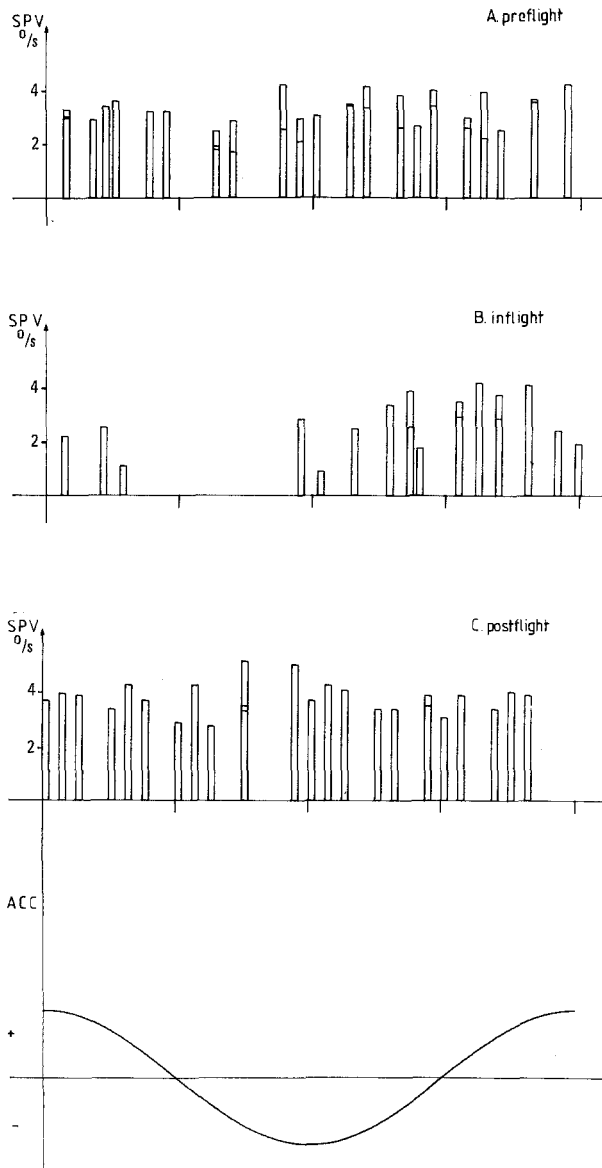 SPV
A. preflight
o/s
4
2
SPV
B. inflight
o/s
4
2
SPV
C. postflight
o/s
4
2
ACC
+
-